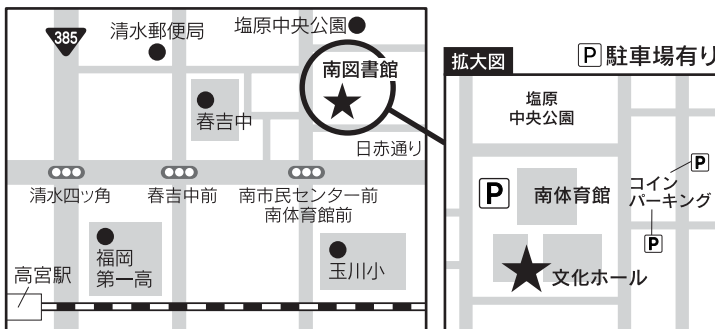 385
清水郵便局
塩原中央公園
南図書館
春吉中
日赤通り
清水四ッ角
春吉中前
南市民センター前
南体育館前
福岡
第一高
玉川小
高宮駅
拡大図
P 駐車場有り
塩原
中央公園
P
南体育館
コイン
パーキング
P
P
文化ホール